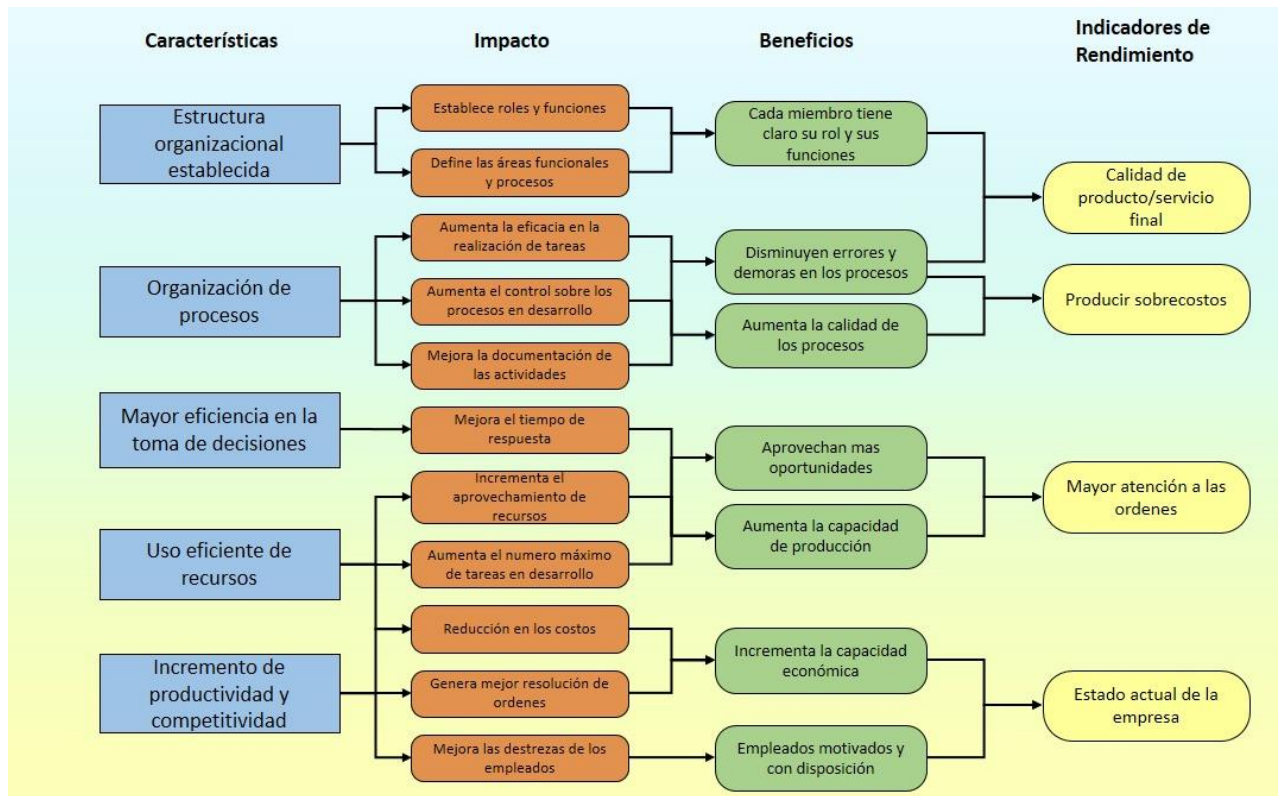 Características
Impacto
Beneficios
Indicadores de
Rendimiento
Estructura
organizacional
establecida
Organización de
procesos
Mayor eficiencia en la
toma de decisiones
Uso eficiente de
recursos
Incremento de
productividad y
competitividad
Establece roles y funciones
Define las áreas funcionales
y procesos
Aumenta la eficacia en la
realización de tareas
Aumenta el control sobre los
procesos en desarrollo
Mejora la documentación de
las actividades
Mejora el tiempo de
respuesta
Incrementa el
aprovechamiento de
recursos
Aumenta el numero máximo
de tareas en desarrollo
Reducción en los costos
Genera mejor resolución de
ordenes
Mejora las destrezas de los
empleados
Cada miembro tiene
claro su rol y sus
funciones
Disminuyen errores y
demoras en los procesos
Aumenta la calidad de
los procesos
Aprovechan mas
oportunidades
Aumenta la capacidad
de producción
Incrementa la capacidad
económica
Empleados motivados y
con disposición
Calidad de
producto/servicio
final
Producir sobrecostos
Mayor atención a las
ordenes
Estado actual de la
empresa